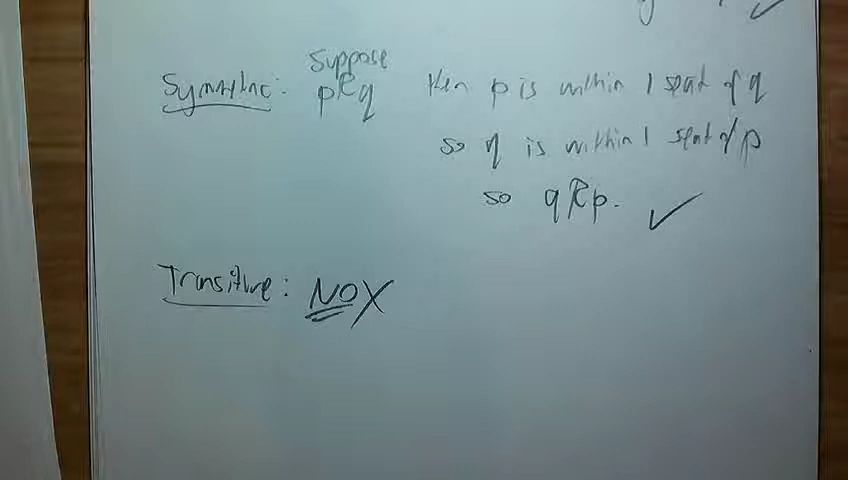 Symmetric: Suppose pRq then p is within 1 seat of q
so q is within 1 seat of p
so qRp. ✓
Transitive: NO X